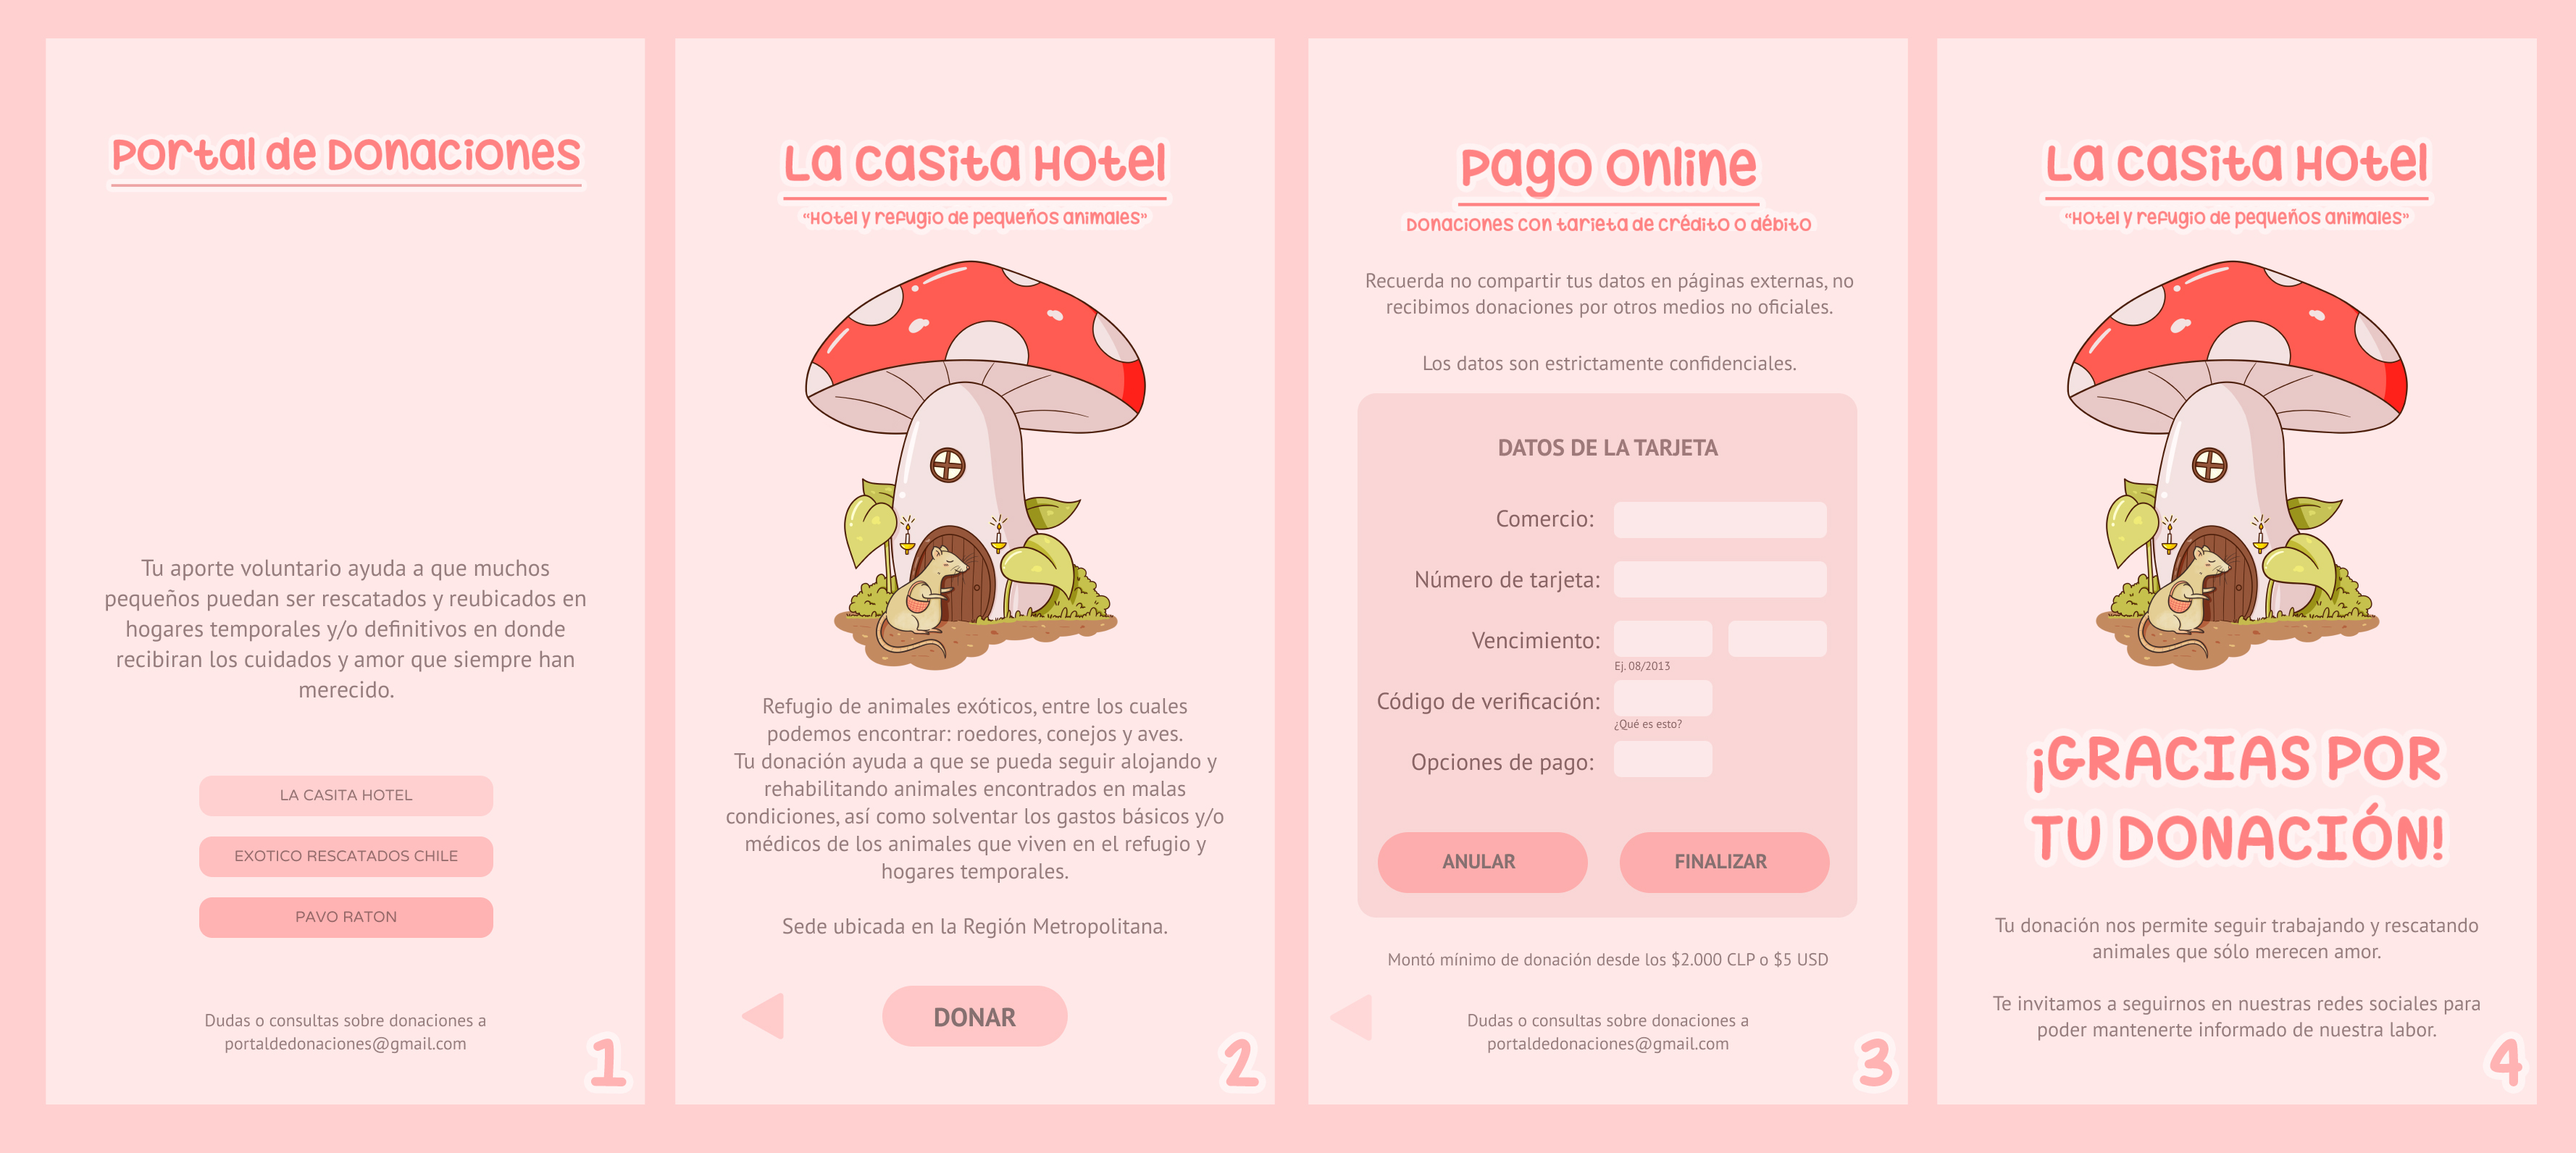 Portal de Donaciones
Tu aporte voluntario ayuda a que muchos
pequeños puedan ser rescatados y reubicados en
hogares temporales y/o definitivos en donde
recibiran los cuidados y amor que siempre han
merecido.
LA CASITA HOTEL
EXOTICO RESCATADOS CHILE
PAVO RATON
Dudas o consultas sobre donaciones a
portaldedonaciones@gmail.com
1
La Casita Hotel
“Hotel y refugio de pequeños animales”
Refugio de animales exóticos, entre los cuales
podemos encontrar: roedores, conejos y aves.
Tu donación ayuda a que se pueda seguir alojando y
rehabilitando animales encontrados en malas
condiciones, así como solventar los gastos básicos y/o
médicos de los animales que viven en el refugio y
hogares temporales.
Sede ubicada en la Región Metropolitana.
DONAR
2
Pago Online
Donaciones con tarjeta de crédito o débito
Recuerda no compartir tus datos en páginas externas, no
recibimos donaciones por otros medios no oficiales.
Los datos son estrictamente confidenciales.
DATOS DE LA TARJETA
Comercio:
Número de tarjeta:
Vencimiento:
Ej. 08/2013
Código de verificación:
¿Qué es esto?
Opciones de pago:
ANULAR
FINALIZAR
Montó mínimo de donación desde los $2.000 CLP o $5 USD
Dudas o consultas sobre donaciones a
portaldedonaciones@gmail.com
3
La Casita Hotel
“Hotel y refugio de pequeños animales”
¡GRACIAS POR
TU DONACIÓN!
Tu donación nos permite seguir trabajando y rescatando
animales que sólo merecen amor.
Te invitamos a seguirnos en nuestras redes sociales para
poder mantenerte informado de nuestra labor.
4